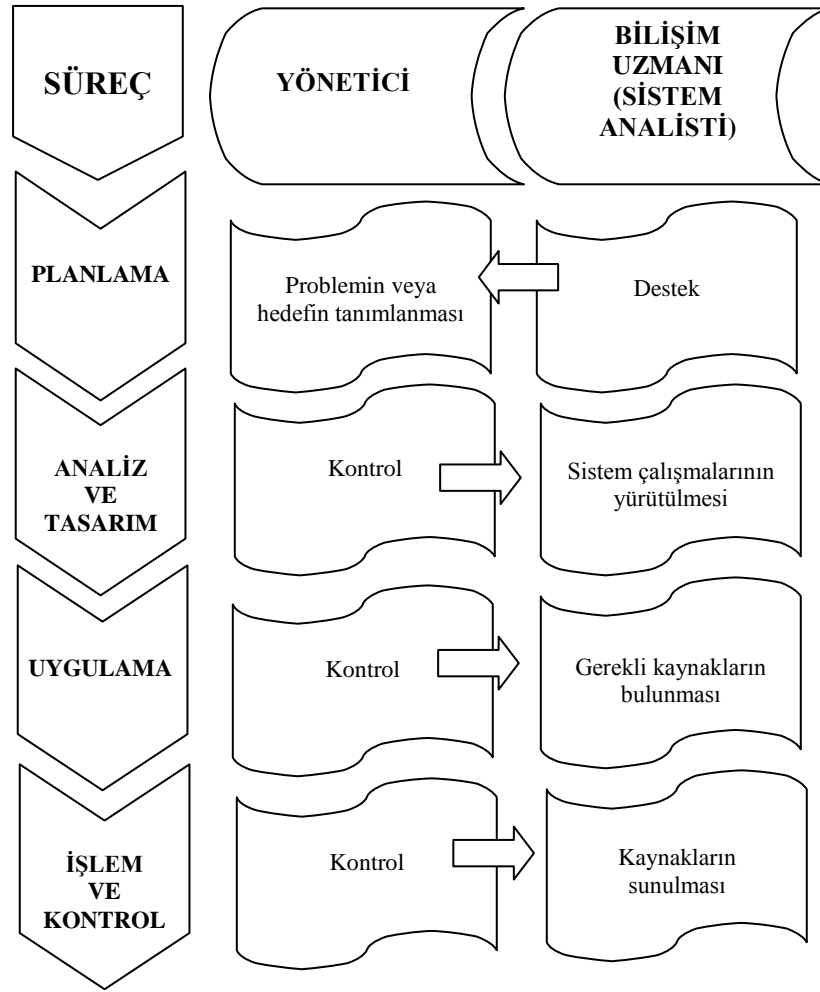 SÜREÇ
YÖNETİCİ
BİLİŞİM
UZMANI
(SİSTEM
ANALİSTİ)
PLANLAMA
Problemin veya
hedefin tanımlanması
Destek
ANALİZ
VE
TASARIM
Kontrol
Sistem çalışmalarının
yürütülmesi
UYGULAMA
Kontrol
Gerekli kaynakların
bulunması
İŞLEM
VE
KONTROL
Kontrol
Kaynakların
sunulması